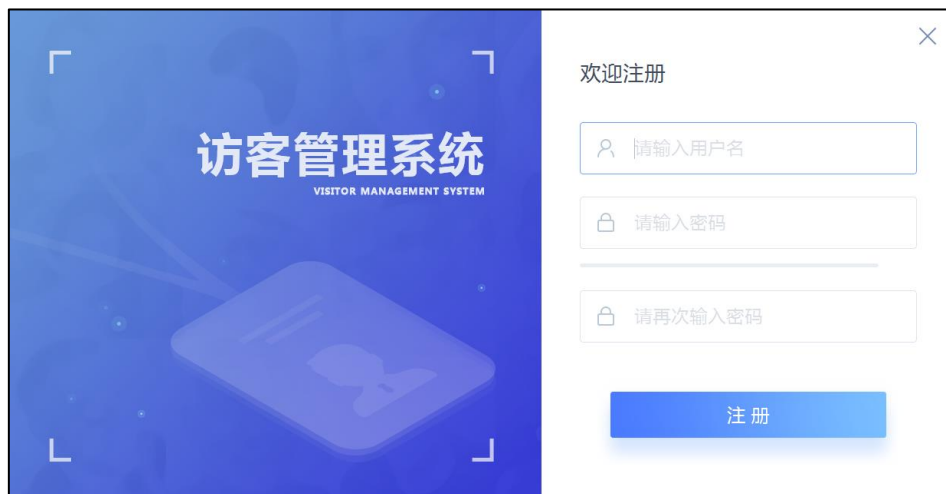 访客管理系统
VISITOR MANAGEMENT SYSTEM
欢迎注册
请输入用户名
请输入密码
请再次输入密码
注册